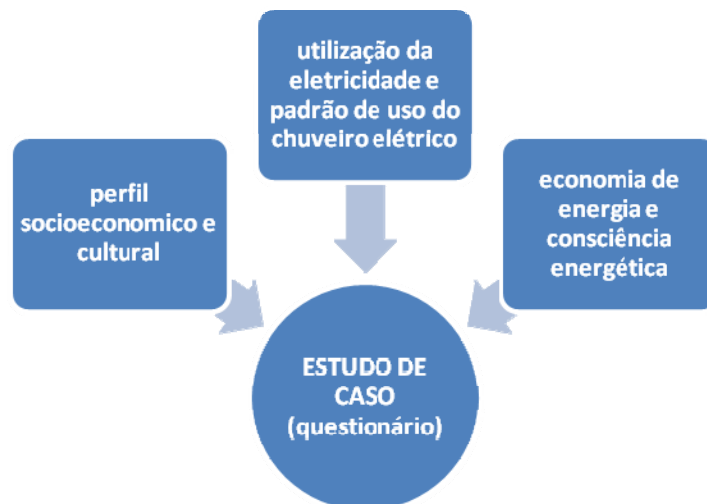 utilização da
eletricidade e
padrão de uso do
chuveiro elétrico
perfil
socioeconomico e
cultural
economia de
energia e
consciência
energética
ESTUDO DE
CASO
(questionário)